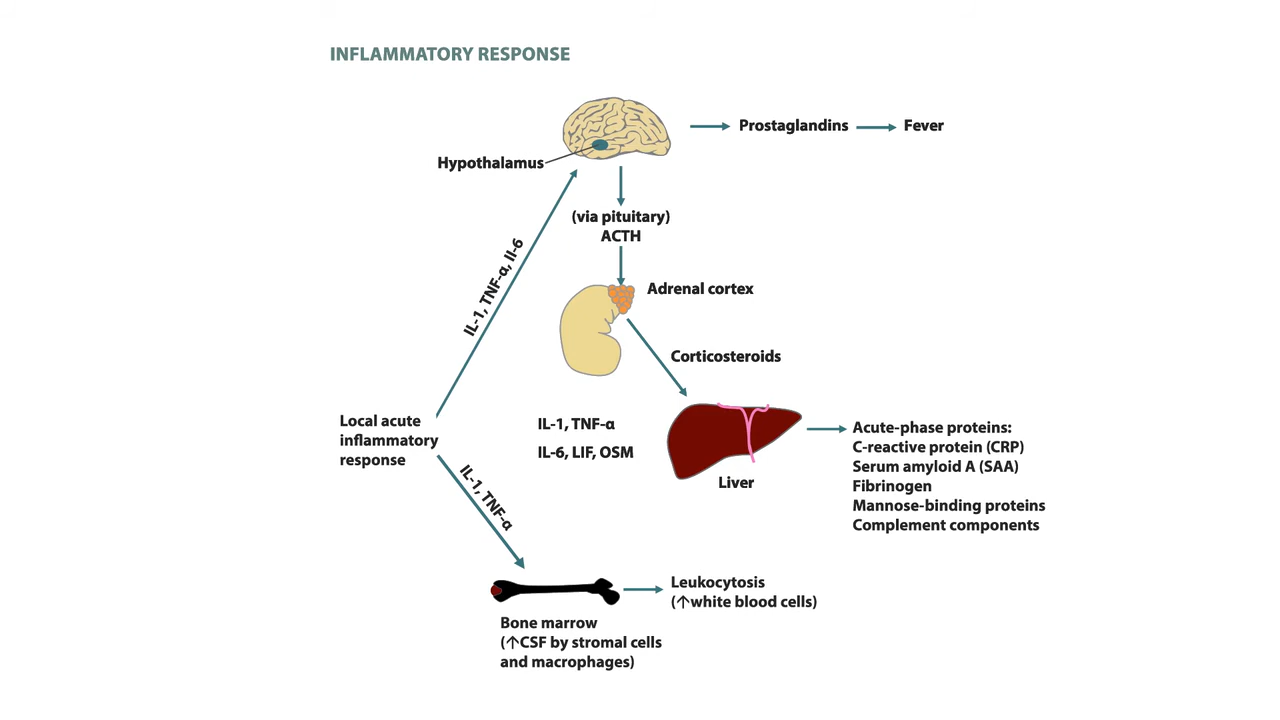 INFLAMMATORY RESPONSE
Prostaglandins
Fever
Hypothalamus
(via pituitary)
ACTH
IL-1, TNF-α, Il-6
Adrenal cortex
Corticosteroids
Local acute
inflammatory
response
IL-1, TNF-α
IL-6, LIF, OSM
Liver
Acute-phase proteins:
C-reactive protein (CRP)
Serum amyloid A (SAA)
Fibrinogen
Mannose-binding proteins
Complement components
IL-1, TNF-α
Leukocytosis
(↑white blood cells)
Bone marrow
(↑CSF by stromal cells
and macrophages)